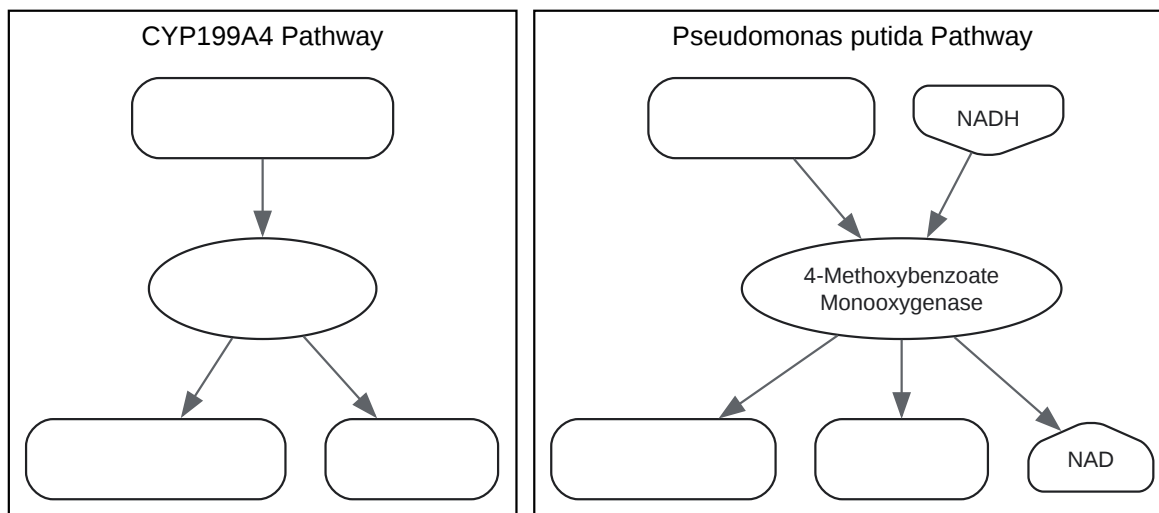 CYP199A4 Pathway
Pseudomonas putida Pathway
NADH
4-Methoxybenzoate
Monooxygenase
NAD